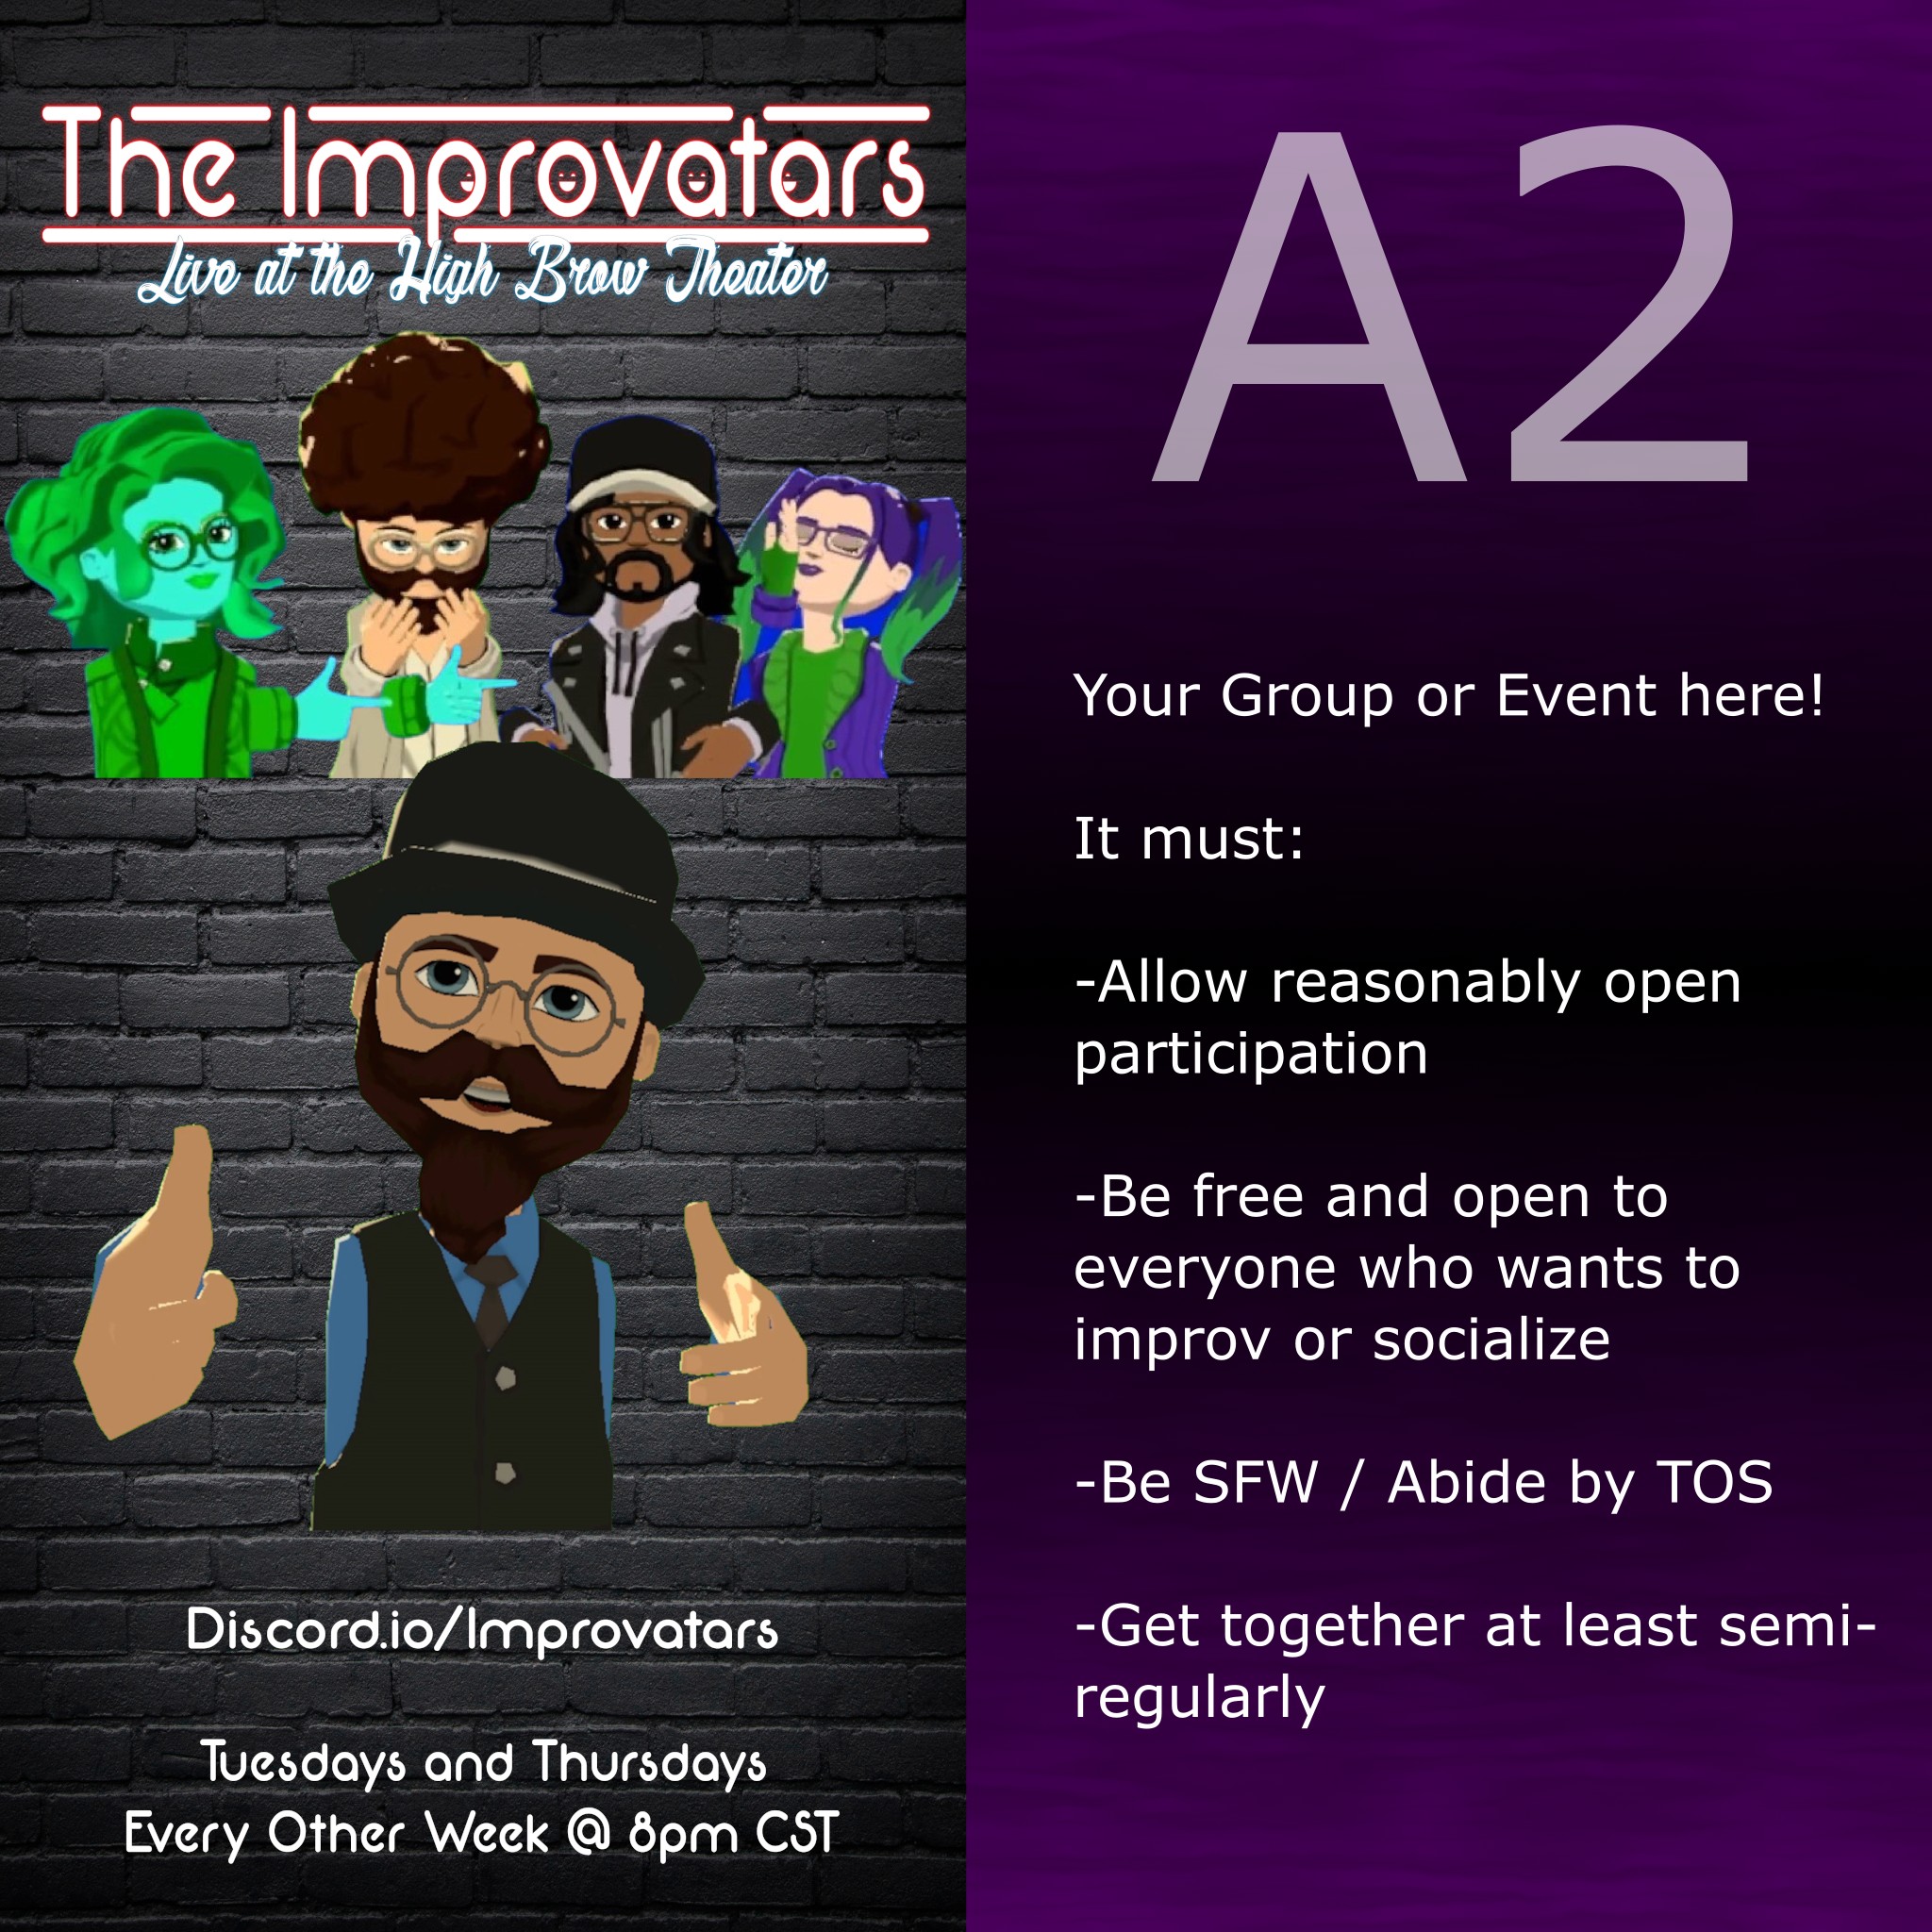 The Improvatars
Live at the High Brow Theater
Discord.io/Improvatars
Tuesdays and Thursdays
Every Other Week @ 8pm CST
A2
Your Group or Event here!
It must:
-Allow reasonably open
participation
-Be free and open to
everyone who wants to
improv or socialize
-Be SFW / Abide by TOS
-Get together at least semi-
regularly